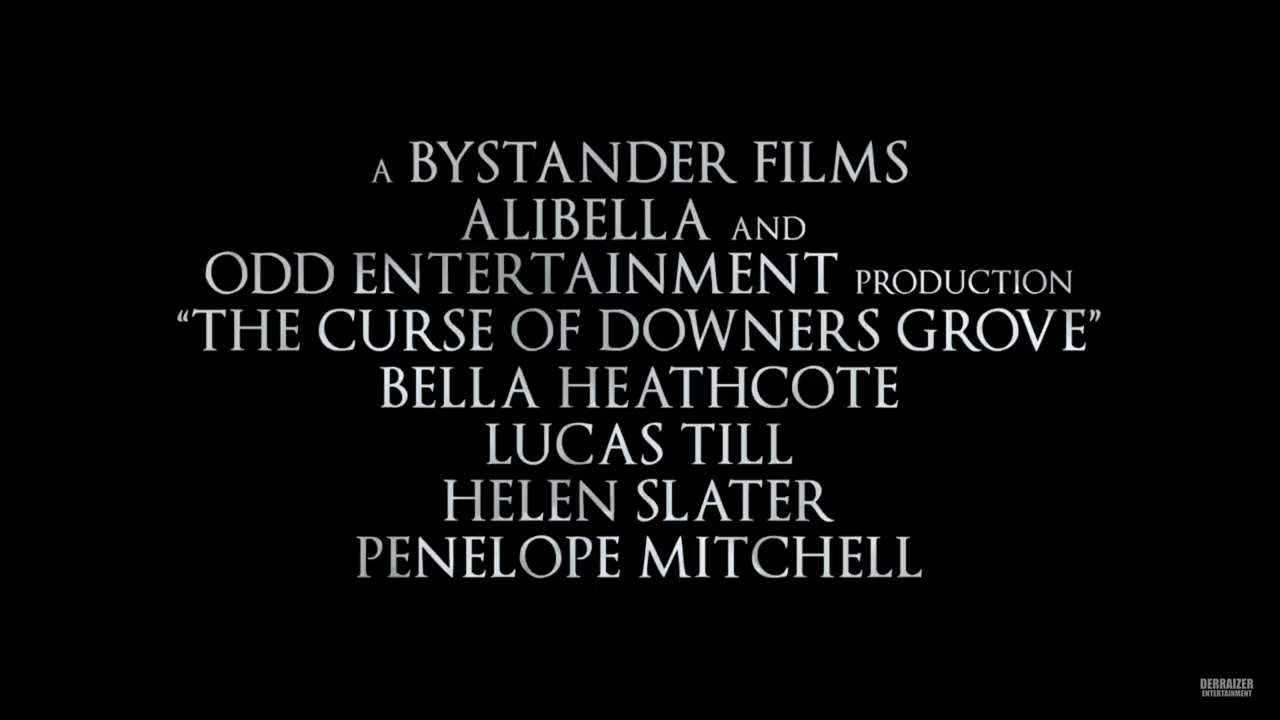 A BYSTANDER FILMS
ALIBELLA AND
ODD ENTERTAINMENT PRODUCTION
“THE CURSE OF DOWNERS GROVE”
BELLA HEATHCOTE
LUCAS TILL
HELEN SLATER
PENELOPE MITCHELL
DERRAIZER
ENTERTAINMENT